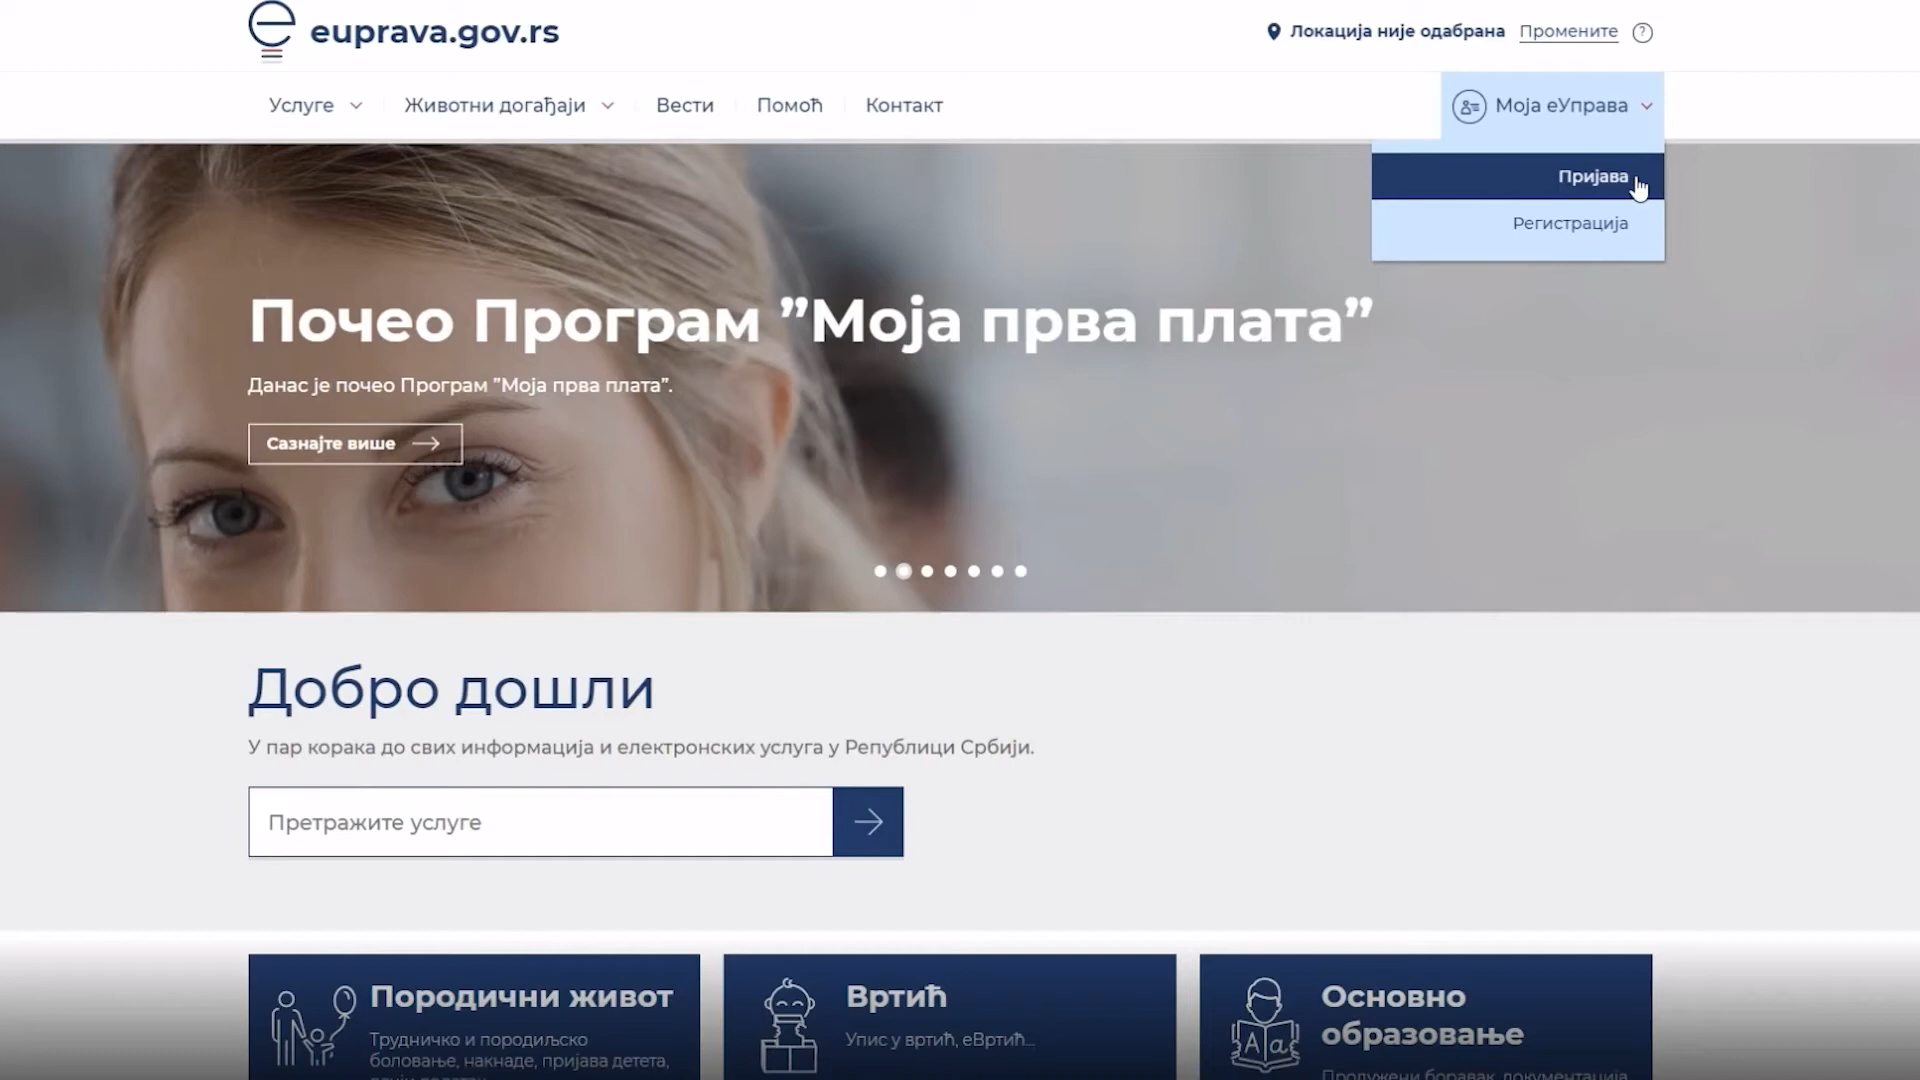 euprava.gov.rs
Локација није одабрана Промените ?
Услуге Животни догађаји Вести Помоћ Контакт Моја еУправа
Пријава
Регистрација
Почео Програм ”Моја прва плата”
Данас је почео Програм ”Моја прва плата”.
Сазнајте више
Добро дошли
У пар корака до свих информација и електронских услуга у Републици Србији.
Претражите услуге
Породични живот
Трудничко и породиљско
боловање, накнаде, пријава детета,
Вртић
Упис у вртић, еВртић...
Основно
образовање
Продужени боравак, документација